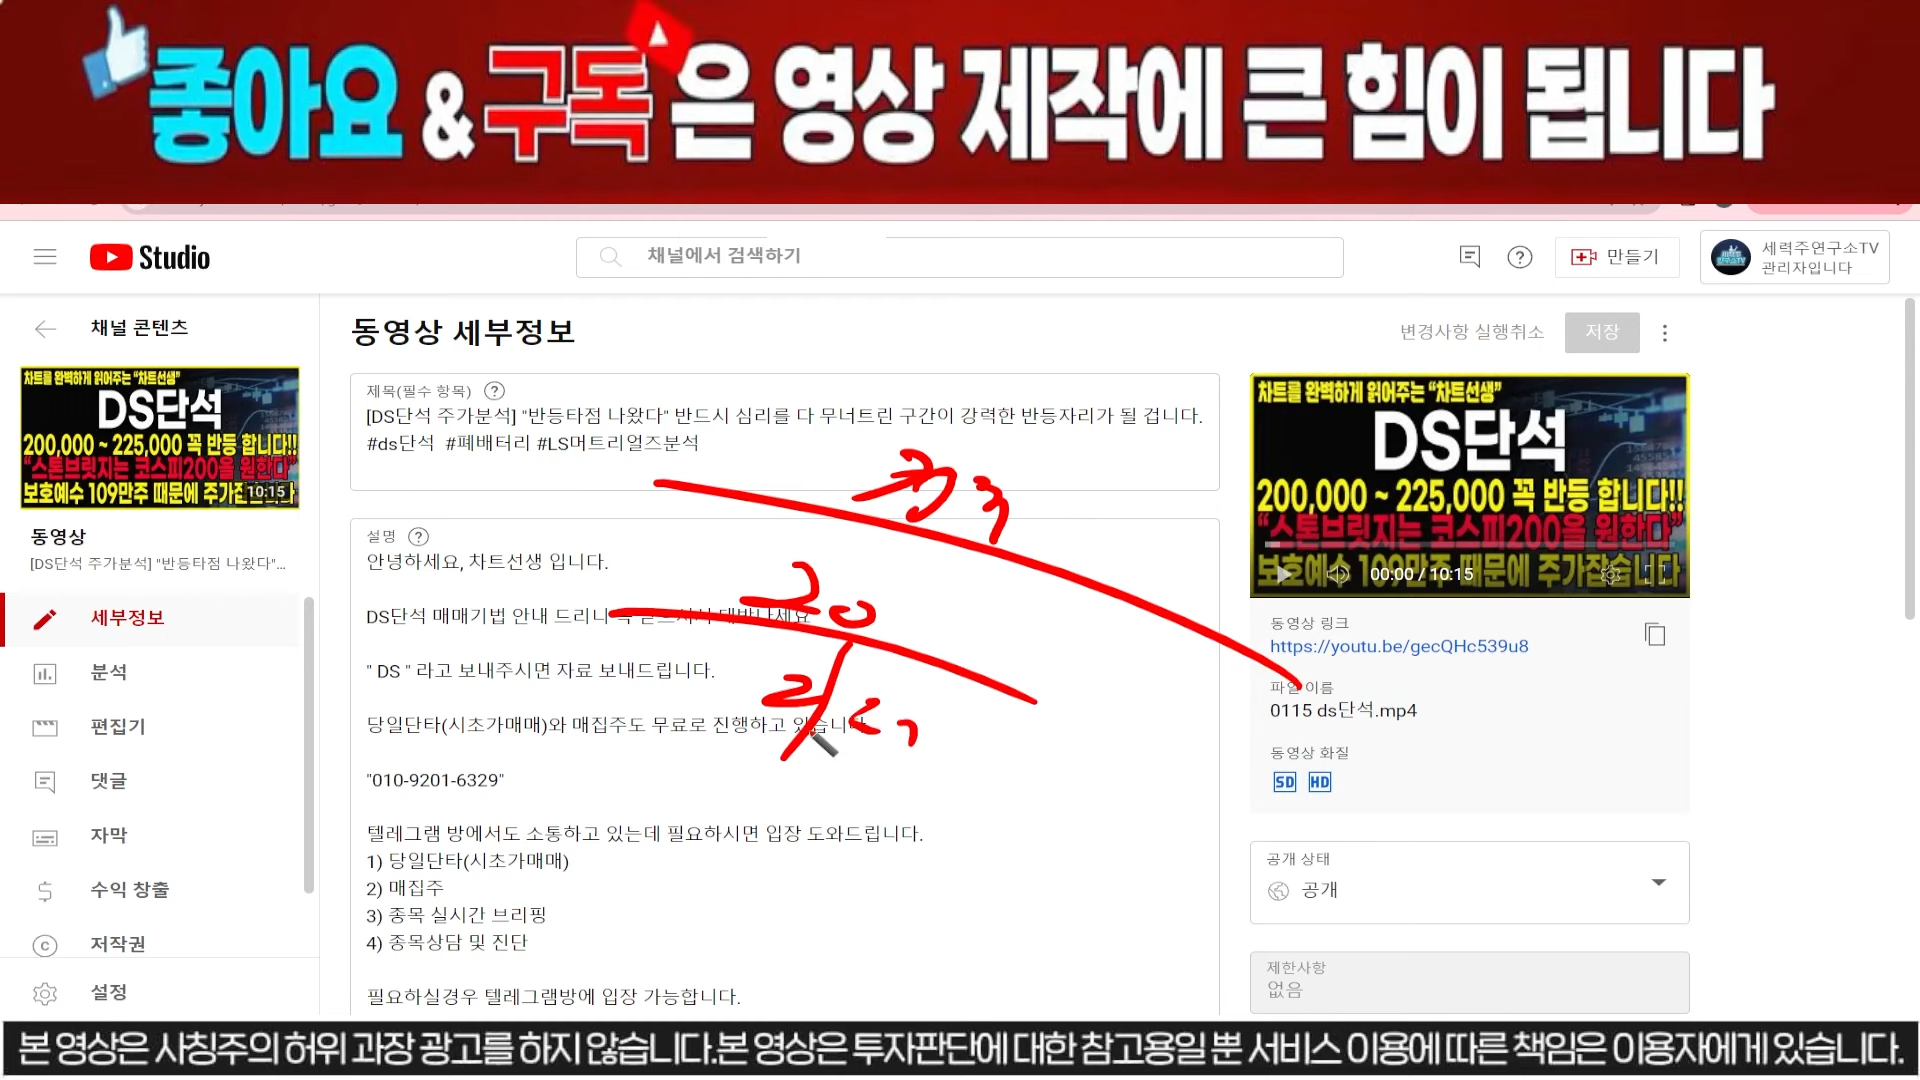 좋아요 & 구독은 영상 제작에 큰 힘이 됩니다
Studio
채널에서 검색하기
만들기
세력주연구소TV
관리자입니다
채널 콘텐츠
차트를 완벽하게 읽어주는 "차트선생"
DS단석
200,000 ~ 225,000 꼭 반등 합니다!!
"스톤브릿지는 코스피200을 원한다"
보호예수 109만주 때문에 주가
10:15
동영상
[DS단석 주가분석] "반등타점 나왔다"...
세부정보
분석
편집기
댓글
자막
수익 창출
저작권
설정
동영상 세부정보
변경사항 실행취소
저장
제목(필수 항목)
[DS단석 주가분석] "반등타점 나왔다" 반드시 심리를 다 무너트린 구간이 강력한 반등자리가 될 겁니다.
#ds단석 #폐배터리 #LS머트리얼즈분석
설명
안녕하세요, 차트선생 입니다.
DS단석 매매기법 안내 드리니
" DS " 라고 보내주시면 자료 보내드립니다.
당일단타(시초가매매)와 매집주도 무료로 진행하고 있습니다
"010-9201-6329"
텔레그램 방에서도 소통하고 있는데 필요하시면 입장 도와드립니다.
1) 당일단타(시초가매매)
2) 매집주
3) 종목 실시간 브리핑
4) 종목상담 및 진단
필요하실경우 텔레그램방에 입장 가능합니다.
차트를 완벽하게 읽어주는 "차트선생"
DS단석
200,000 ~ 225,000 꼭 반등 합니다!!
"스톤브릿지는 코스피200을 원한다"
보호예수 109만주 때문에 주가잡습니다
00:00 / 10:15
동영상 링크
https://youtu.be/gecQHc539u8
파일 이름
0115 ds단석.mp4
동영상 화질
SD HD
공개 상태
공개
제한사항
없음
본 영상은 사칭주의 허위 과장 광고를 하지 않습니다.본 영상은 투자판단에 대한 참고용일 뿐 서비스 이용에 따른 책임은 이용자에게 있습니다.